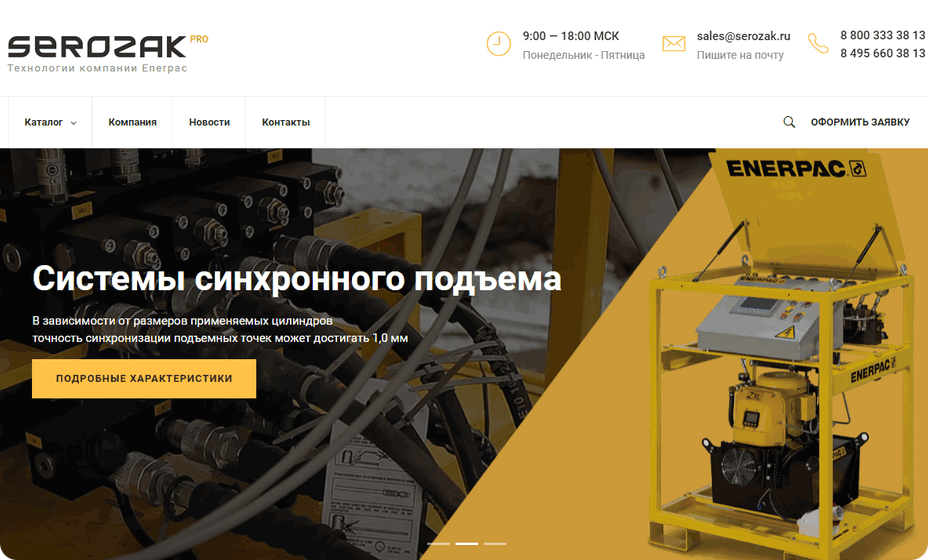 SEROZAK PRO
Технологии компании Enerpac
9:00 — 18:00 МСК
Понедельник - Пятница
sales@serozak.ru
Пишите на почту
8 800 333 38 13
8 495 660 38 13
Каталог
Компания
Новости
Контакты
ОФОРМИТЬ ЗАЯВКУ
ENERPAC
Системы синхронного подъема
В зависимости от размеров применяемых цилиндров
точность синхронизации подъемных точек может достигать 1,0 мм
ПОДРОБНЫЕ ХАРАКТЕРИСТИКИ
ENERPAC